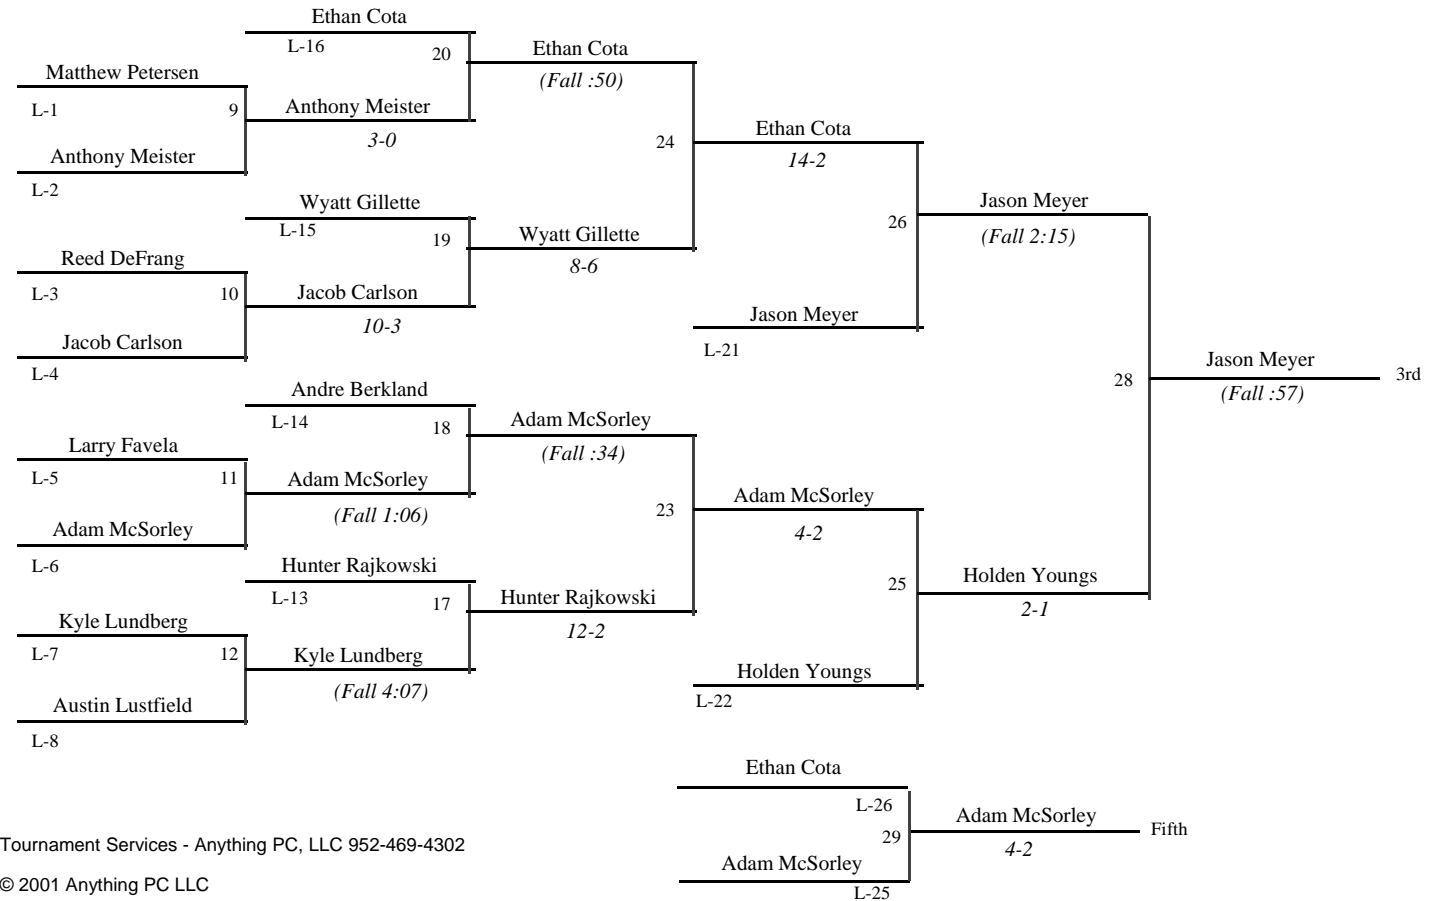 Ethan Cota
L-16
20
Ethan Cota
(Fall :50)
Matthew Petersen
L-1
9
Anthony Meister
3-0
Anthony Meister
L-2
24
Ethan Cota
14-2
Wyatt Gillette
L-15
19
Wyatt Gillette
8-6
26
Jason Meyer
(Fall 2:15)
Reed DeFrang
L-3
10
Jacob Carlson
10-3
Jacob Carlson
L-4
Jason Meyer
L-21
28
Jason Meyer
(Fall :57)
3rd
Andre Berkland
L-14
18
Adam McSorley
(Fall :34)
Larry Favela
L-5
11
Adam McSorley
(Fall 1:06)
Adam McSorley
L-6
23
Adam McSorley
4-2
Hunter Rajkowski
L-13
17
Hunter Rajkowski
12-2
25
Holden Youngs
2-1
Kyle Lundberg
L-7
12
Kyle Lundberg
(Fall 4:07)
Austin Lustfield
L-8
Holden Youngs
L-22
Ethan Cota
L-26
29
Adam McSorley
4-2
Fifth
Adam McSorley
L-25
Tournament Services - Anything PC, LLC 952-469-4302
© 2001 Anything PC LLC